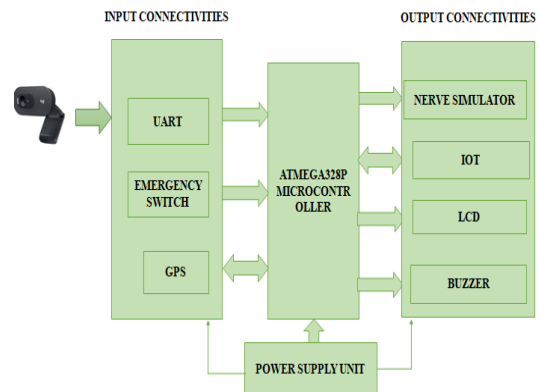 INPUT CONNECTIVITIES
OUTPUT CONNECTIVITIES
UART
EMERGENCY
SWITCH
GPS
ATMEGA328P
MICROCONTR
OLLER
NERVE SIMULATOR
IOT
LCD
BUZZER
POWER SUPPLY UNIT